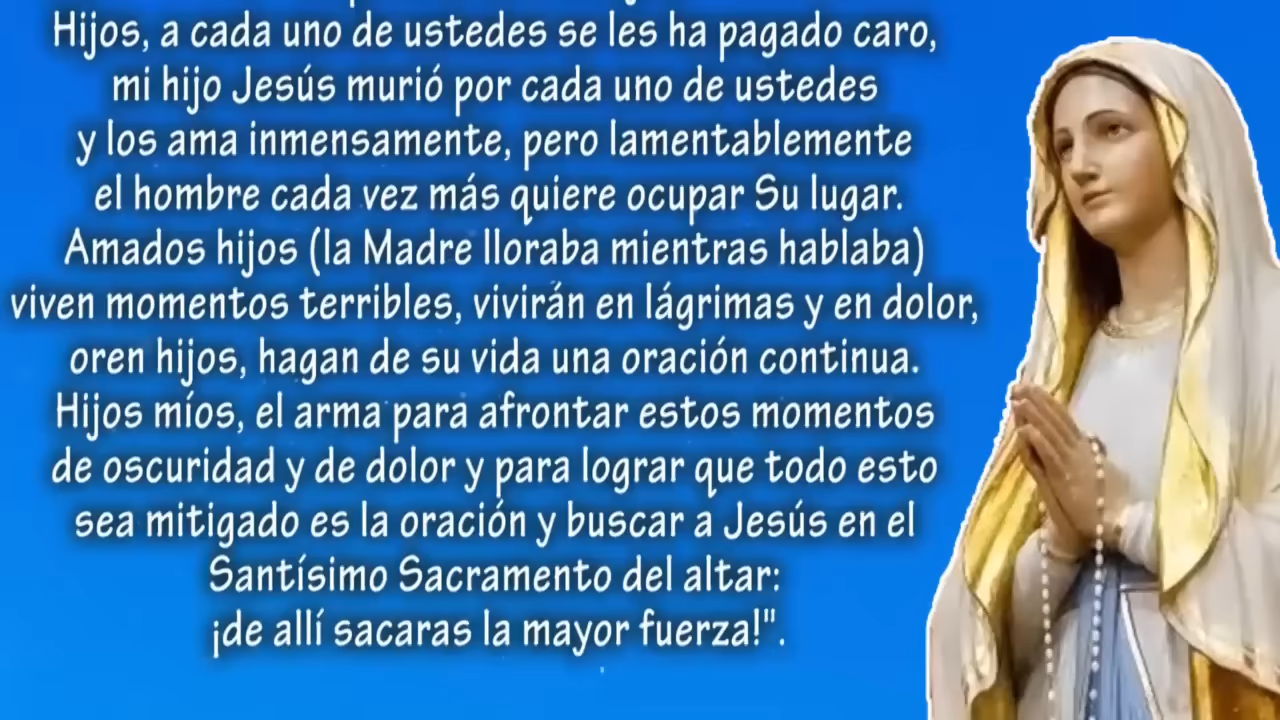 Hijos, a cada uno de ustedes se les ha pagado caro,
mi hijo Jesús murió por cada uno de ustedes
y los ama inmensamente, pero lamentablemente
el hombre cada vez más quiere ocupar Su lugar.
Amados hijos (la Madre lloraba mientras hablaba)
viven momentos terribles, vivirán en lágrimas y en dolor,
oren hijos, hagan de su vida una oración continua.
Hijos míos, el arma para afrontar estos momentos
de oscuridad y de dolor y para lograr que todo esto
sea mitigado es la oración y buscar a Jesús en el
Santísimo Sacramento del altar:
¡de allí sacaras la mayor fuerza!".